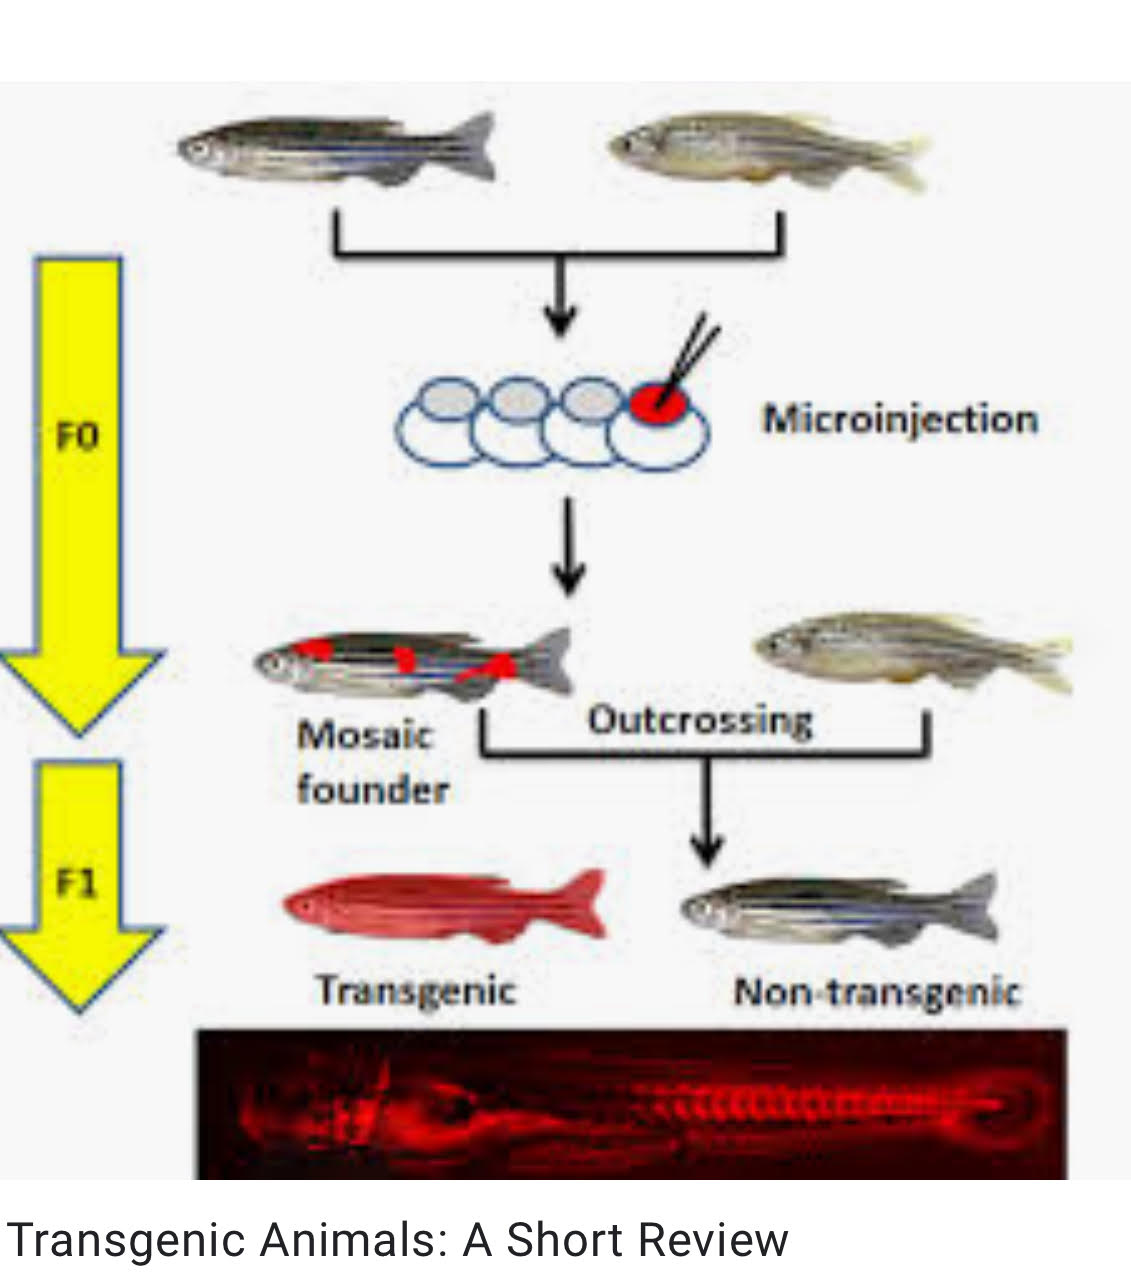 F0
Microinjection
Mosaic
founder
Outcrossing
F1
Transgenic
Non-transgenic
Transgenic Animals: A Short Review